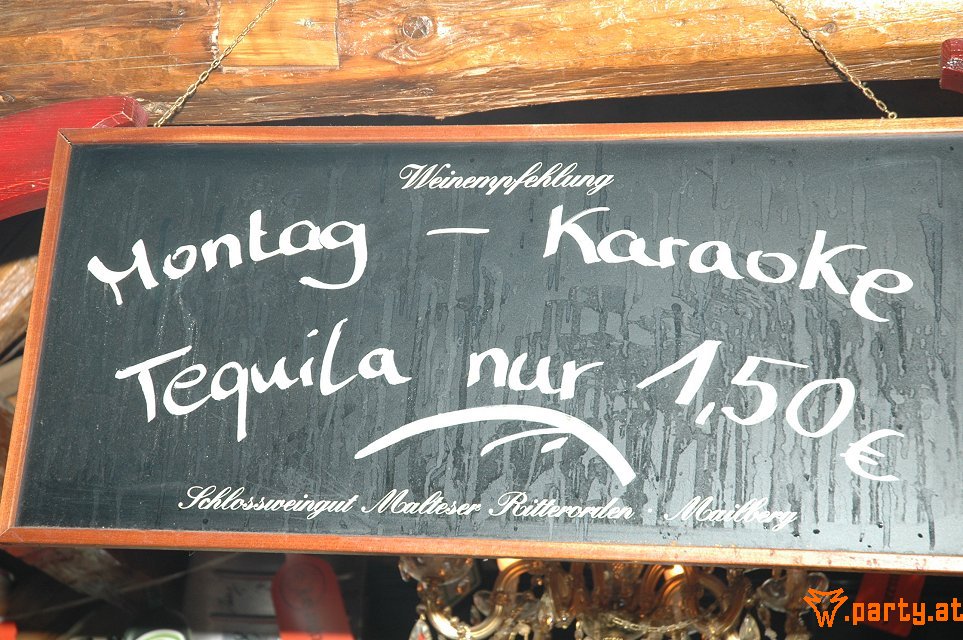 Weinempfehlung
Montag – Karaoke
Tequila nur 1,50 €
Schlossweingut Malteser Ritterorden · Mailberg
party.at